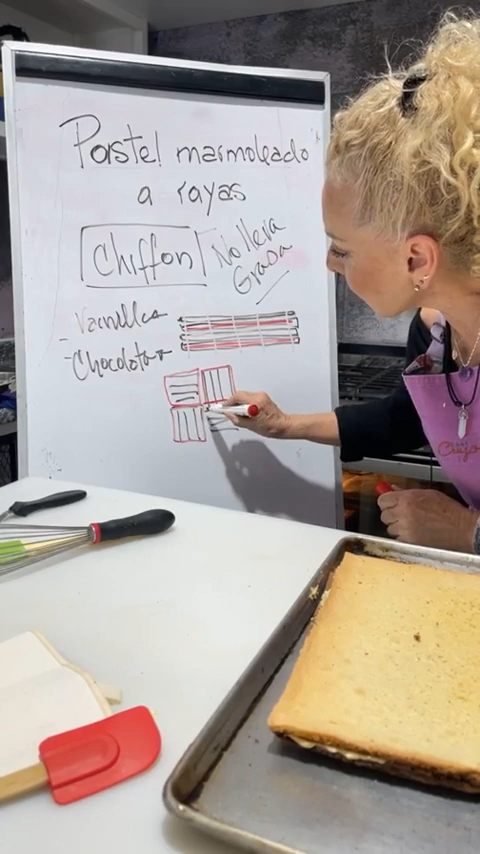 Pastel marmoleado
a rayas
Chiffon
No lleva
Grasa
- Vainilla
- Chocolate